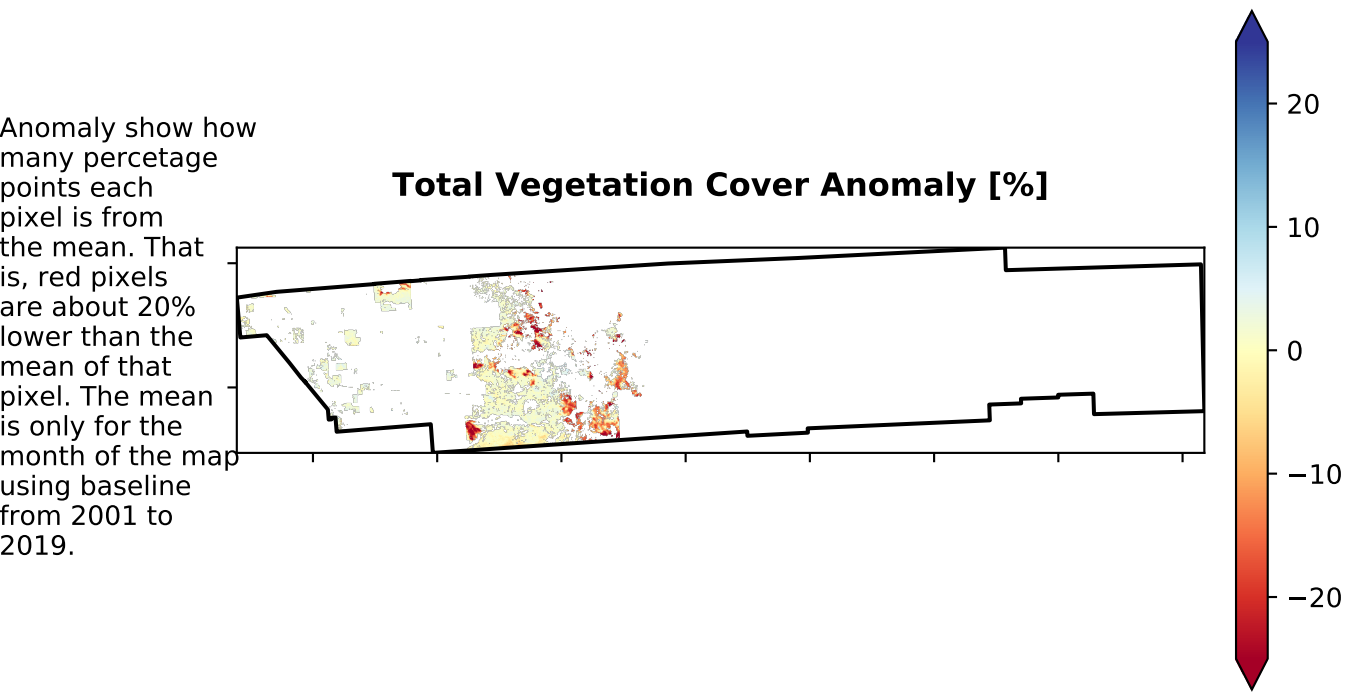 Anomaly show how
many percetage
points each
pixel is from
the mean. That
is, red pixels
are about 20%
lower than the
mean of that
pixel. The mean
is only for the
month of the map
using baseline
from 2001 to
2019.
Total Vegetation Cover Anomaly [%]
20
10
0
−10
−20